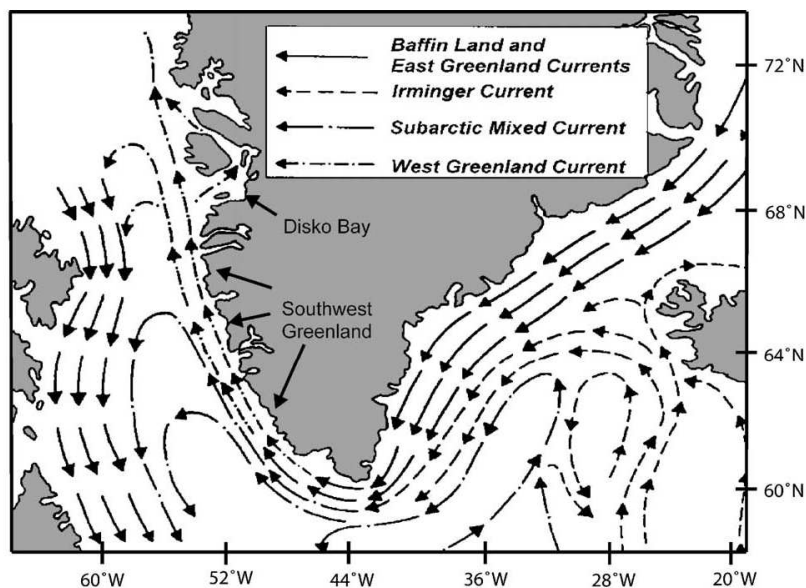 Baffin Land and
East Greenland Currents
Irminger Current
Subarctic Mixed Current
West Greenland Current
72°N
68°N
64°N
60°N
Disko Bay
Southwest
Greenland
60°W
52°W
44°W
36°W
28°W
20°W